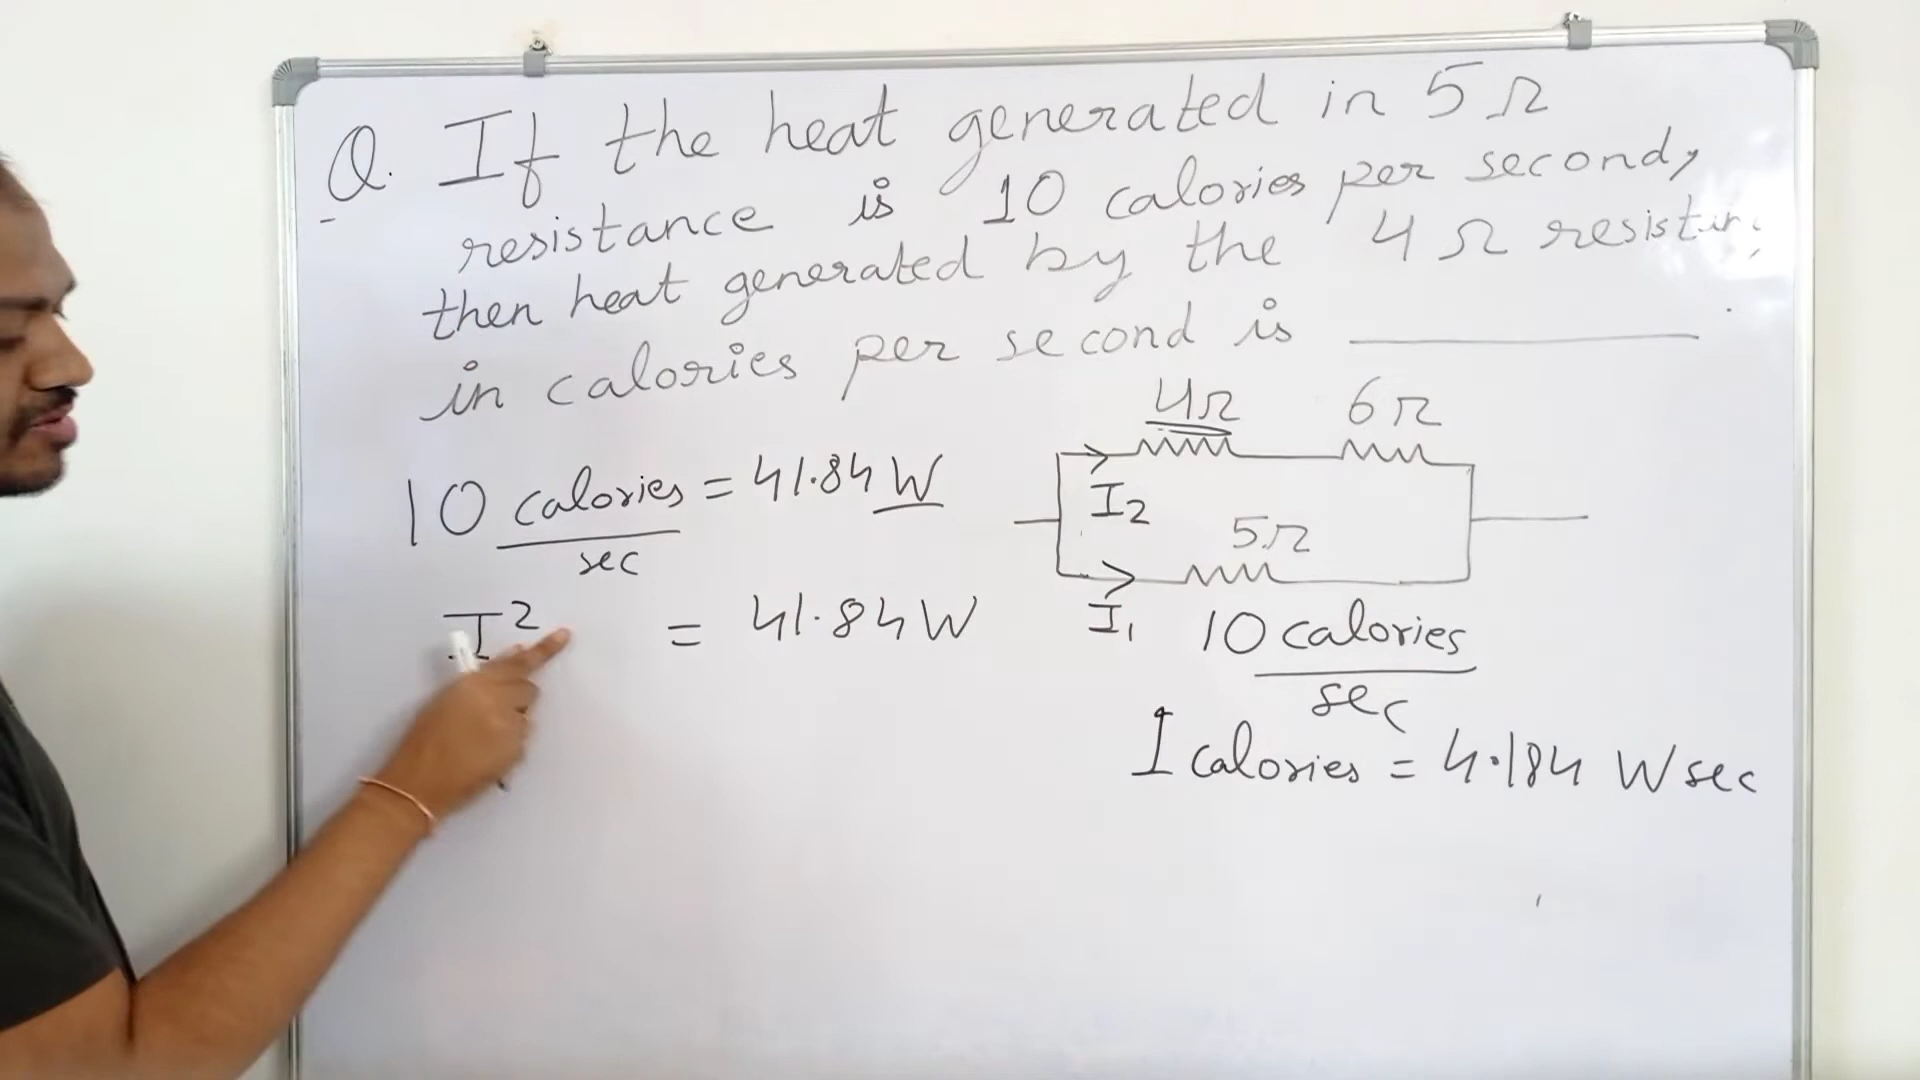 Q. If the heat generated in 5Ω
resistance is 10 calories per second,
then heat generated by the 4Ω
in calories per second is
10 calories/sec = 41.84 W
I² = 41.84 W
4Ω 6Ω
I₂
5Ω
I₁ 10 calories/sec
1 calories = 4.184 W sec